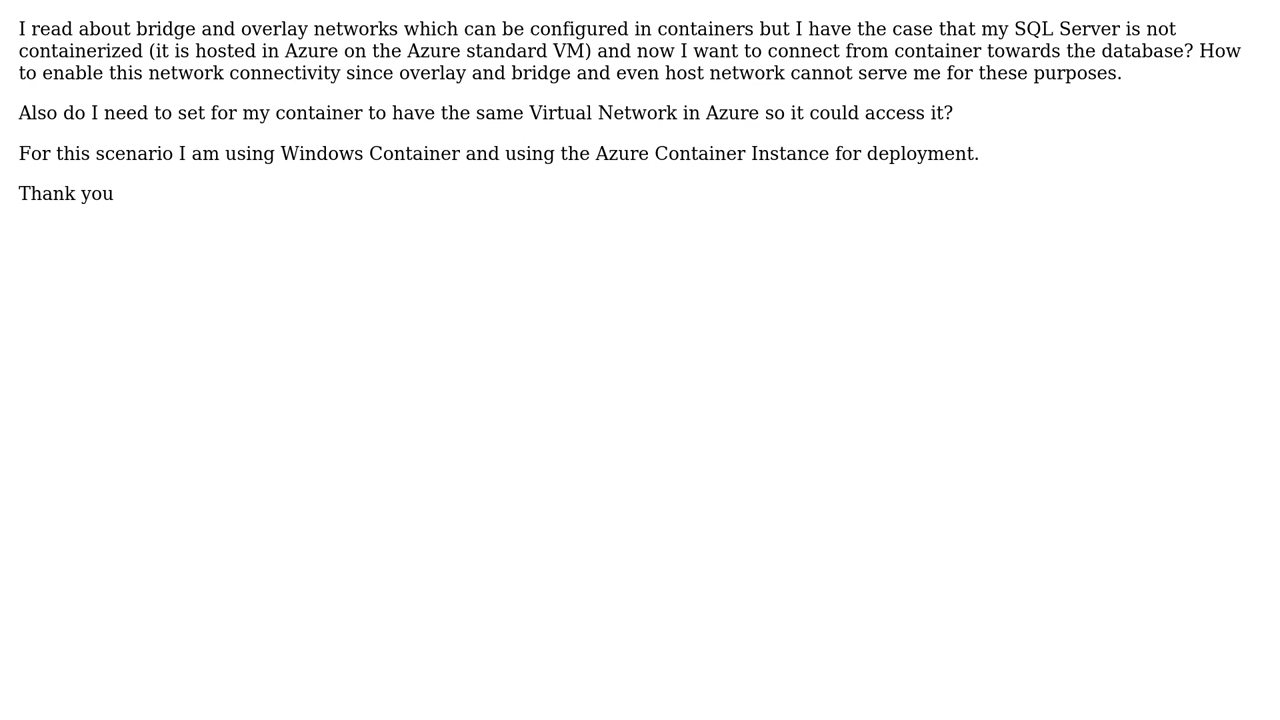 I read about bridge and overlay networks which can be configured in containers but I have the case that my SQL Server is not
containerized (it is hosted in Azure on the Azure standard VM) and now I want to connect from container towards the database? How
to enable this network connectivity since overlay and bridge and even host network cannot serve me for these purposes.
Also do I need to set for my container to have the same Virtual Network in Azure so it could access it?
For this scenario I am using Windows Container and using the Azure Container Instance for deployment.
Thank you